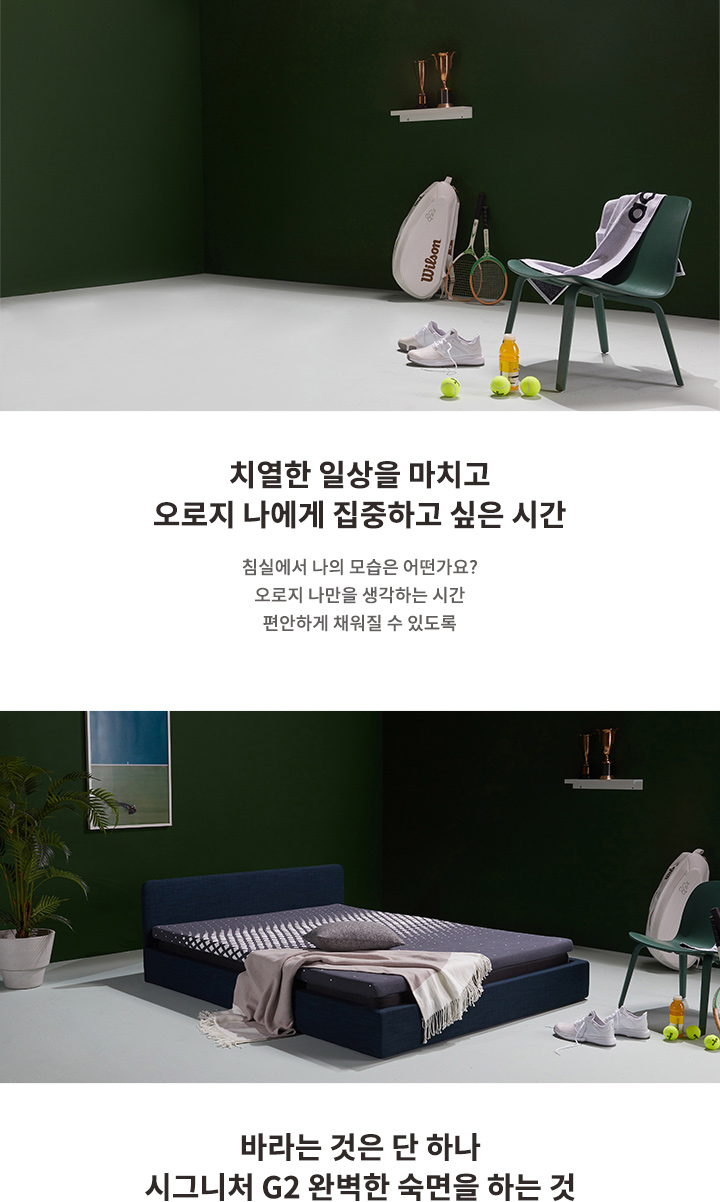 Wilson
치열한 일상을 마치고
오로지 나에게 집중하고 싶은 시간
침실에서 나의 모습은 어떤가요?
오로지 나만을 생각하는 시간
편안하게 채워질 수 있도록
바라는 것은 단 하나
시그니처 G2 완벽한 숙면을 하는 것